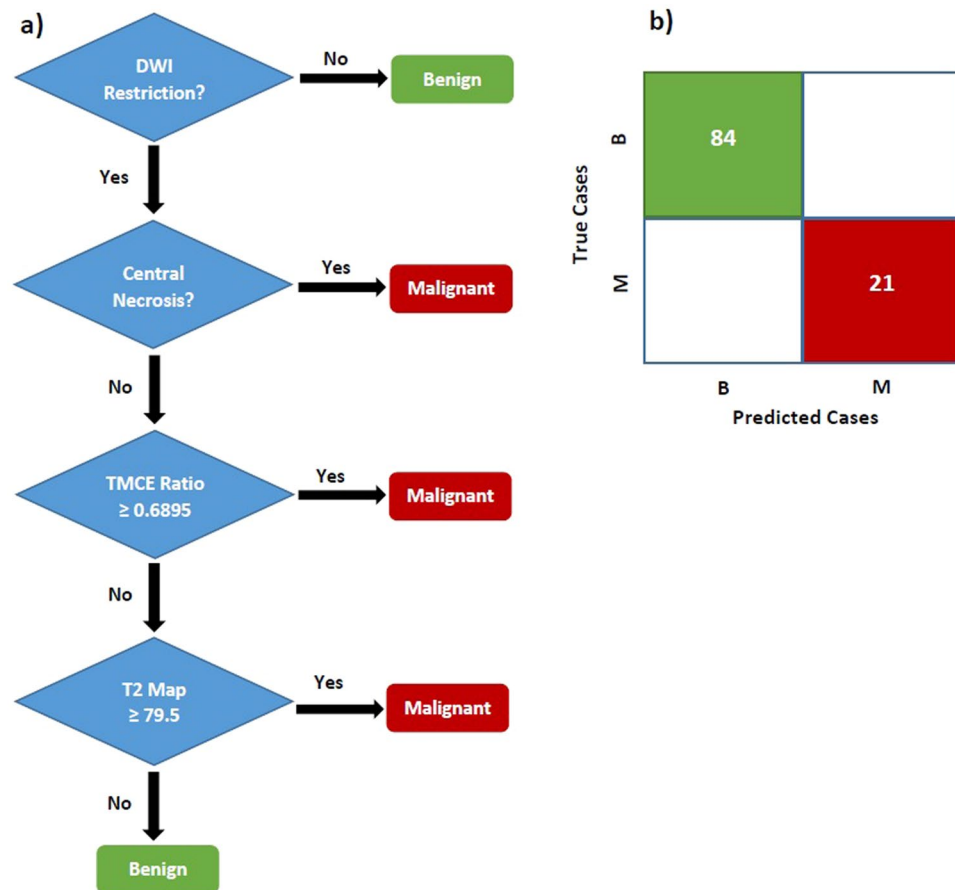 a)
DWI
Restriction?
No
Benign
Yes
Central
Necrosis?
Yes
Malignant
No
TMCE Ratio
≥ 0.6895
Yes
Malignant
No
T2 Map
≥ 79.5
Yes
Malignant
No
Benign
b)
True Cases
B
84
M
21
B M
Predicted Cases